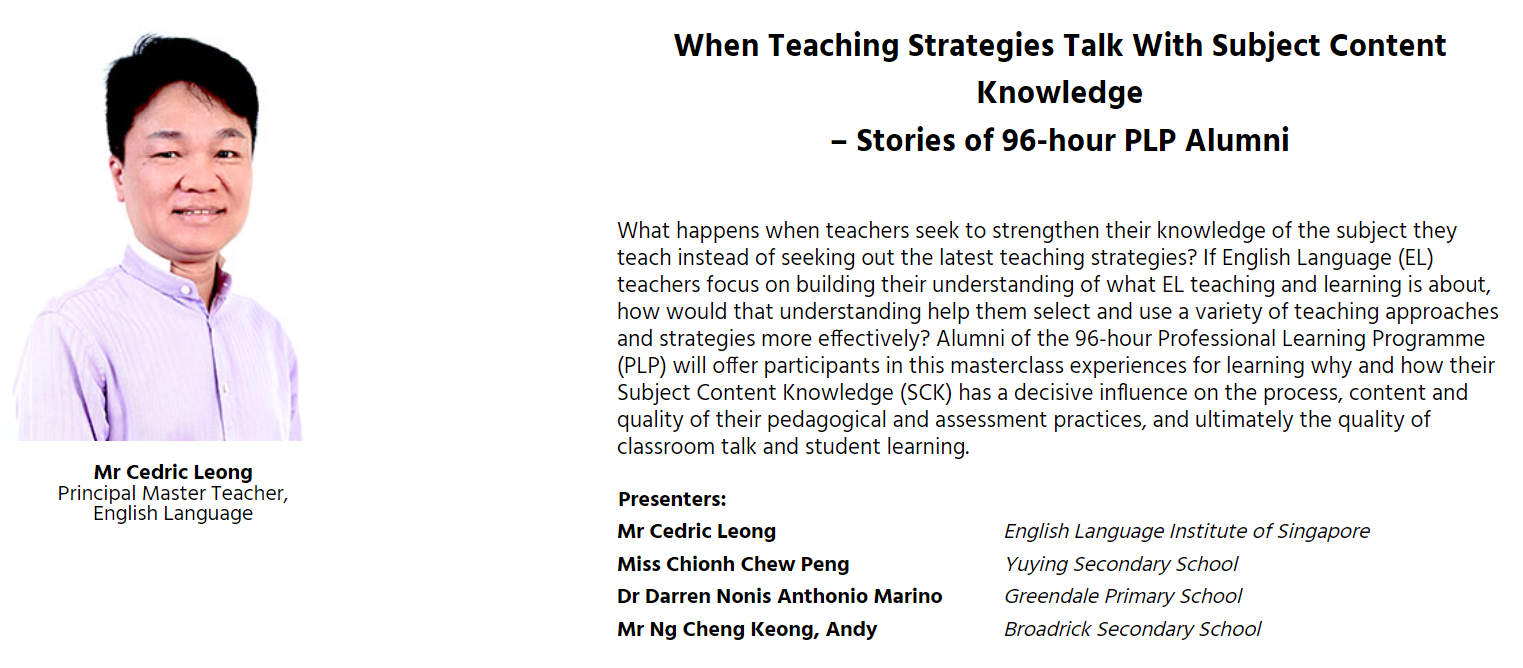 When Teaching Strategies Talk With Subject Content
Knowledge
– Stories of 96-hour PLP Alumni
What happens when teachers seek to strengthen their knowledge of the subject they
teach instead of seeking out the latest teaching strategies? If English Language (EL)
teachers focus on building their understanding of what EL teaching and learning is about,
how would that understanding help them select and use a variety of teaching approaches
and strategies more effectively? Alumni of the 96-hour Professional Learning Programme
(PLP) will offer participants in this masterclass experiences for learning why and how their
Subject Content Knowledge (SCK) has a decisive influence on the process, content and
quality of their pedagogical and assessment practices, and ultimately the quality of
classroom talk and student learning.
Mr Cedric Leong
Principal Master Teacher,
English Language
Presenters:
Mr Cedric Leong English Language Institute of Singapore
Miss Chionh Chew Peng Yuying Secondary School
Dr Darren Nonis Anthonio Marino Greendale Primary School
Mr Ng Cheng Keong, Andy Broadrick Secondary School